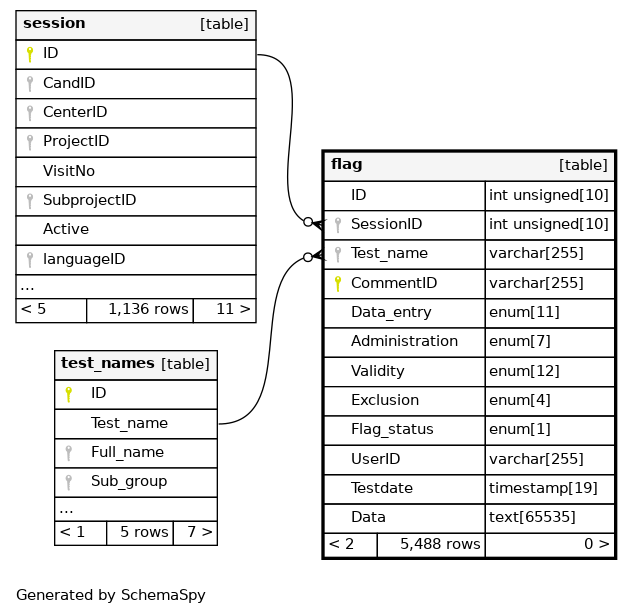 session [table]
ID
CandID
CenterID
ProjectID
VisitNo
SubprojectID
Active
languageID
...
< 5 1,136 rows 11 >
test_names [table]
ID
Test_name
Full_name
Sub_group
...
< 1 5 rows 7 >
flag [table]
ID int unsigned[10]
SessionID int unsigned[10]
Test_name varchar[255]
CommentID varchar[255]
Data_entry enum[11]
Administration enum[7]
Validity enum[12]
Exclusion enum[4]
Flag_status enum[1]
UserID varchar[255]
Testdate timestamp[19]
Data text[65535]
< 2 5,488 rows 0 >
Generated by SchemaSpy